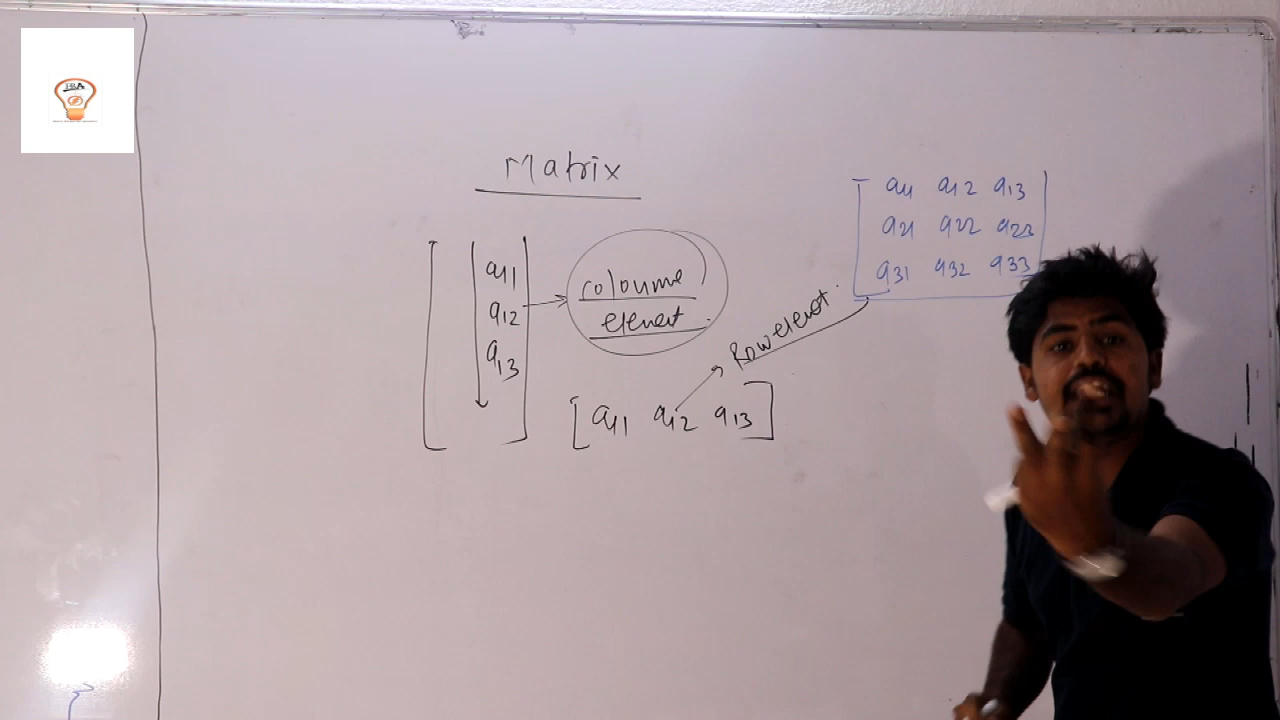 Matrix
a11
a12
a13
coloume
element
[a11 a12 a13]
Row element.
a11 a12 a13
a21 a22 a23
a31 a32 a33